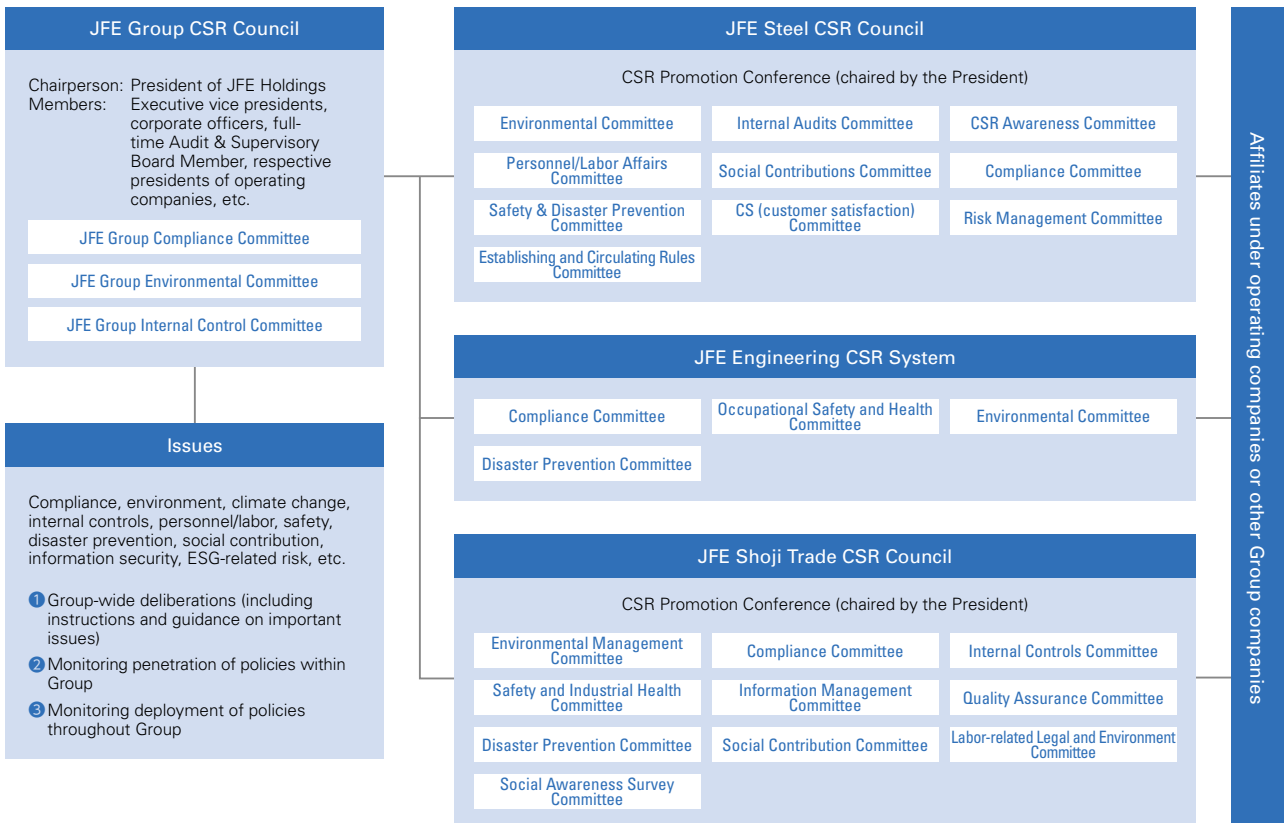 JFE Group CSR Council
Chairperson: President of JFE Holdings
Members: Executive vice presidents,
corporate officers, full-
time Audit & Supervisory
Board Member, respective
presidents of operating
companies, etc.
JFE Group Compliance Committee
JFE Group Environmental Committee
JFE Group Internal Control Committee
Issues
Compliance, environment, climate change,
internal controls, personnel/labor, safety,
disaster prevention, social contribution,
information security, ESG-related risk, etc.
❶ Group-wide deliberations (including
instructions and guidance on important
issues)
❷ Monitoring penetration of policies within
Group
❸ Monitoring deployment of policies
throughout Group
JFE Steel CSR Council
CSR Promotion Conference (chaired by the President)
Environmental Committee
Internal Audits Committee
CSR Awareness Committee
Personnel/Labor Affairs
Committee
Social Contributions Committee
Compliance Committee
Safety & Disaster Prevention
Committee
CS (customer satisfaction)
Committee
Risk Management Committee
Establishing and Circulating Rules
Committee
JFE Engineering CSR System
Compliance Committee
Occupational Safety and Health
Committee
Environmental Committee
Disaster Prevention Committee
JFE Shoji Trade CSR Council
CSR Promotion Conference (chaired by the President)
Environmental Management
Committee
Compliance Committee
Internal Controls Committee
Safety and Industrial Health
Committee
Information Management
Committee
Quality Assurance Committee
Disaster Prevention Committee
Social Contribution Committee
Labor-related Legal and Environment
Committee
Social Awareness Survey
Committee
Affiliates under operating companies or other Group companies